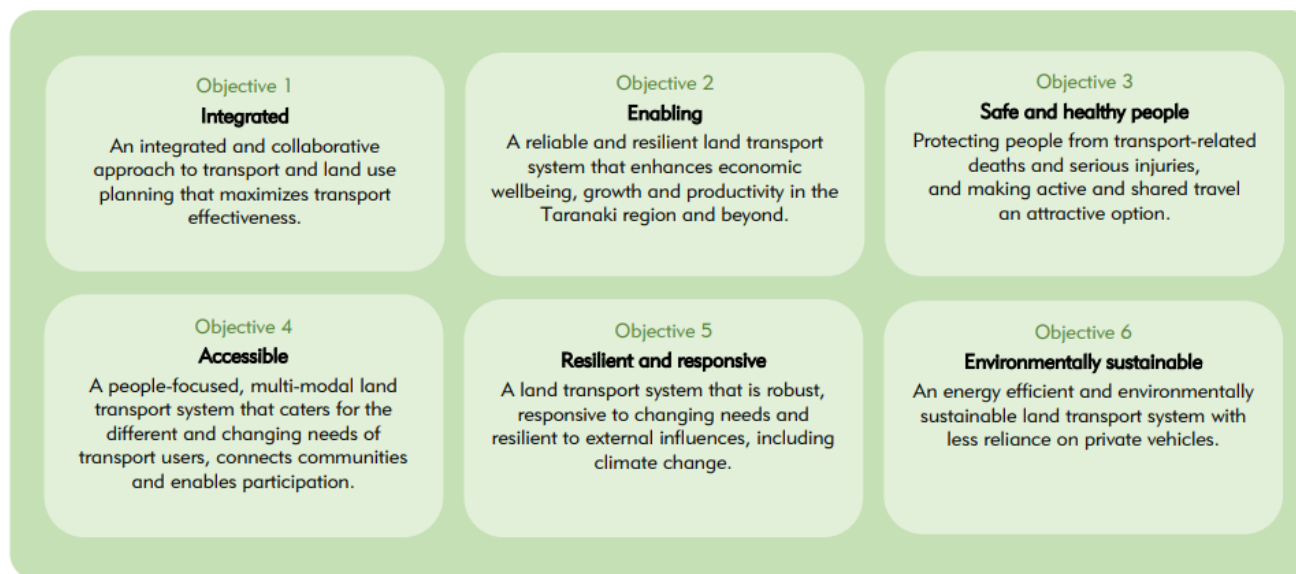 Objective 1
Integrated
An integrated and collaborative
approach to transport and land use
planning that maximizes transport
effectiveness.
Objective 2
Enabling
A reliable and resilient land transport
system that enhances economic
wellbeing, growth and productivity in the
Taranaki region and beyond.
Objective 3
Safe and healthy people
Protecting people from transport-related
deaths and serious injuries,
and making active and shared travel
an attractive option.
Objective 4
Accessible
A people-focused, multi-modal land
transport system that caters for the
different and changing needs of
transport users, connects communities
and enables participation.
Objective 5
Resilient and responsive
A land transport system that is robust,
responsive to changing needs and
resilient to external influences, including
climate change.
Objective 6
Environmentally sustainable
An energy efficient and environmentally
sustainable land transport system with
less reliance on private vehicles.